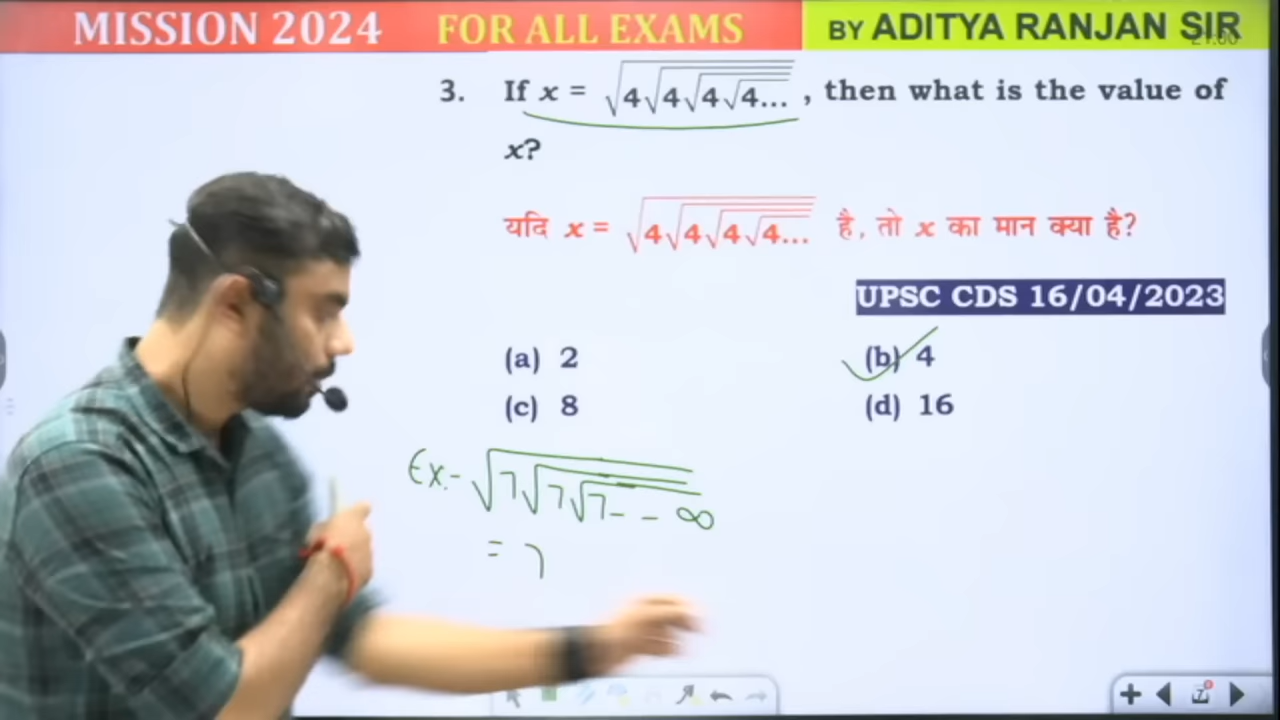 MISSION 2024 FOR ALL EXAMS BY ADITYA RANJAN SIR
3. If x = √4√4√4√4... , then what is the value of
x?
यदि x = √4√4√4√4... है, तो x का मान क्या है?
UPSC CDS 16/04/2023
(a) 2 (b) 4
(c) 8 (d) 16
Ex.- √7√7√7- - ∞
= 7